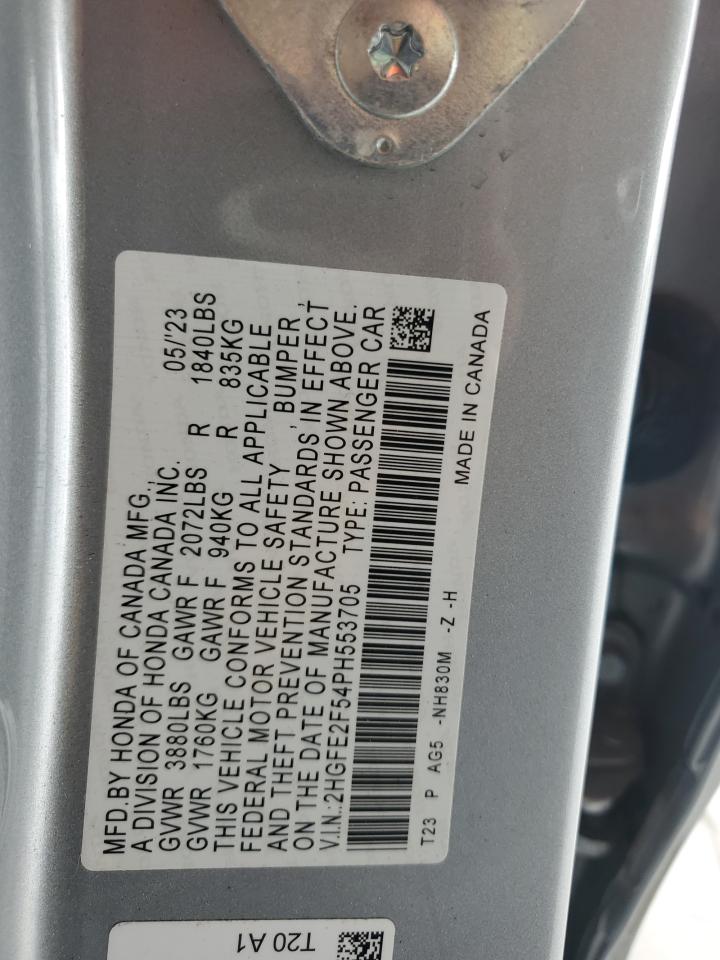 MFD.BY HONDA OF CANADA MFG.,
A DIVISION OF HONDA CANADA INC. 05/'23
GVWR 3880LBS GAWR F 2072LBS R 1840LBS
GVWR 1760KG GAWR F 940KG R 835KG
THIS VEHICLE CONFORMS TO ALL APPLICABLE
FEDERAL MOTOR VEHICLE SAFETY , BUMPER ,
AND THEFT PREVENTION STANDARDS IN EFFECT
ON THE DATE OF MANUFACTURE SHOWN ABOVE.
V.I.N.:2HGFE2F54PH553705 TYPE: PASSENGER CAR
T23 P AG5 -NH830M -Z -H MADE IN CANADA
T20 A1